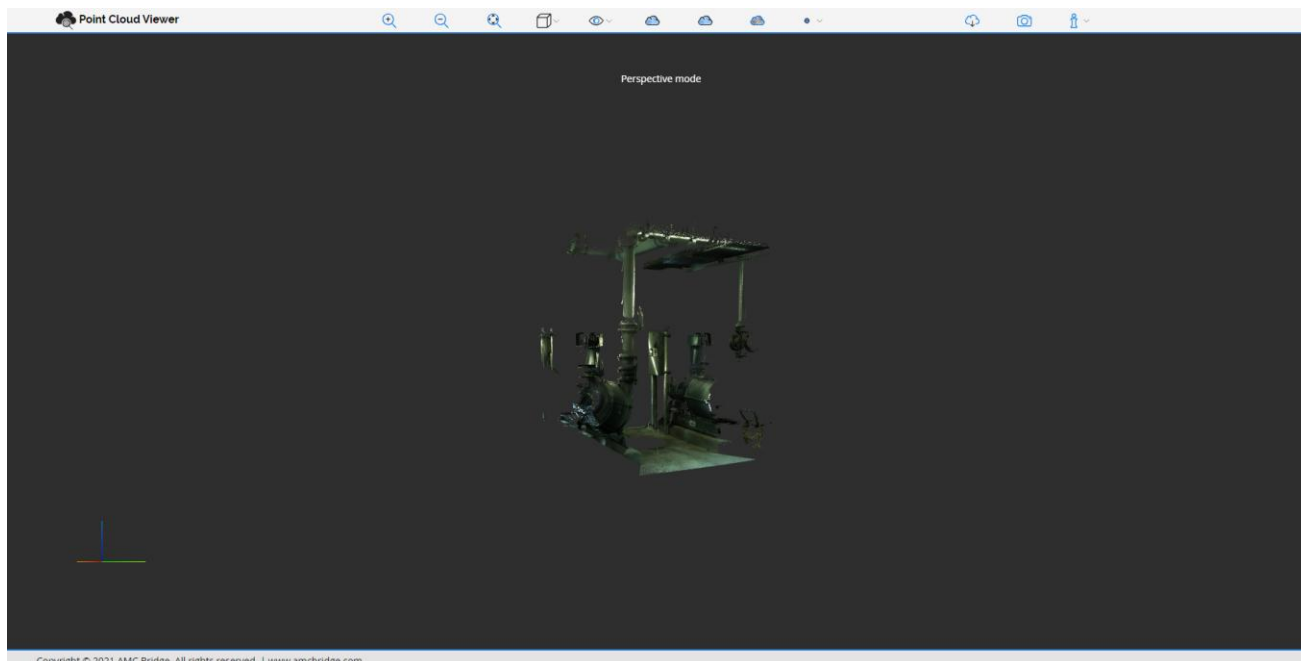 Point Cloud Viewer
Perspective mode
Copyright © 2021 AMC Bridge. All rights reserved. | www.amcbridge.com